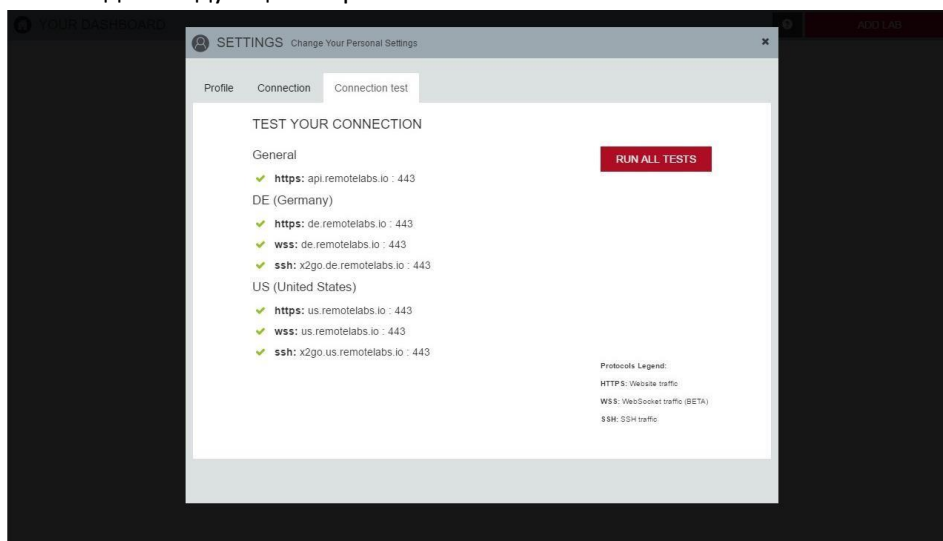 YOUR DASHBOARD
ADD LAB
SETTINGS Change Your Personal Settings
Profile Connection Connection test
TEST YOUR CONNECTION
General
RUN ALL TESTS
https: api.remotelabs.io : 443
DE (Germany)
https: de.remotelabs.io : 443
wss: de.remotelabs.io : 443
ssh: x2go.de.remotelabs.io : 443
US (United States)
https: us.remotelabs.io : 443
wss: us.remotelabs.io : 443
ssh: x2go.us.remotelabs.io : 443
Protocols Legend:
HTTPS: Website traffic
WSS: WebSocket traffic (BETA)
SSH: SSH traffic